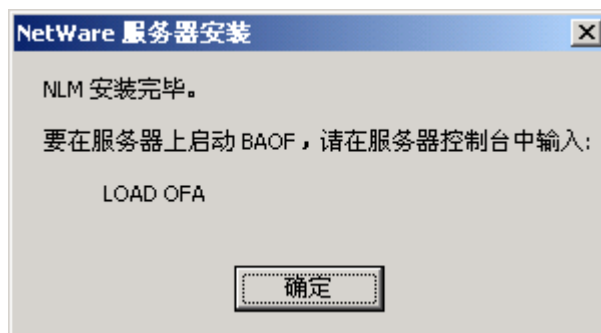 NetWare 服务器安装
NLM 安装完毕。
要在服务器上启动 BAOF，请在服务器控制台中输入:
LOAD OFA
确定